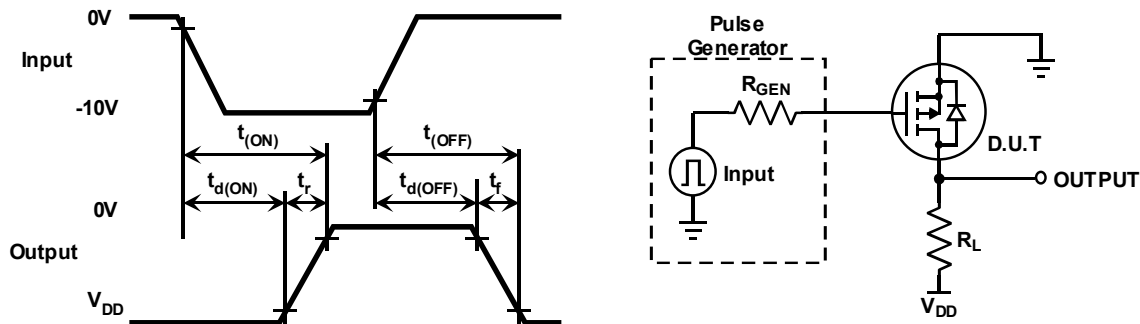 0V
Input
-10V
t(ON)
t(OFF)
td(ON)
tr
td(OFF)
tf
0V
Output
VDD
Pulse
Generator
RGEN
Input
D.U.T
OUTPUT
RL
VDD